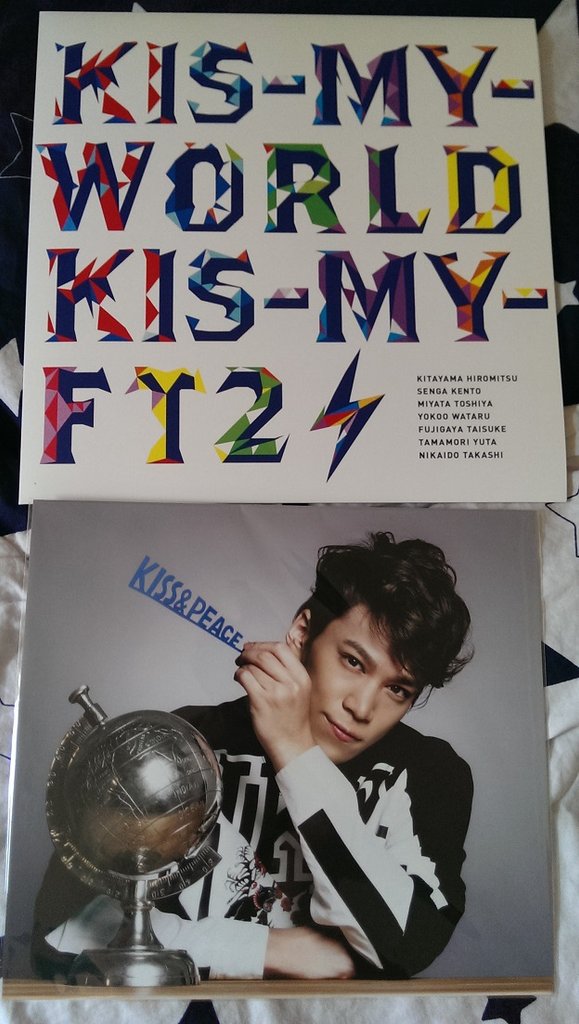 KIS-MY-
WORLD
KIS-MY-
FT2
KITAYAMA HIROMITSU
SENGA KENTO
MIYATA TOSHIYA
YOKOO WATARU
FUJIGAYA TAISUKE
TAMAMORI YUTA
NIKAIDO TAKASHI
KISS&PEACE